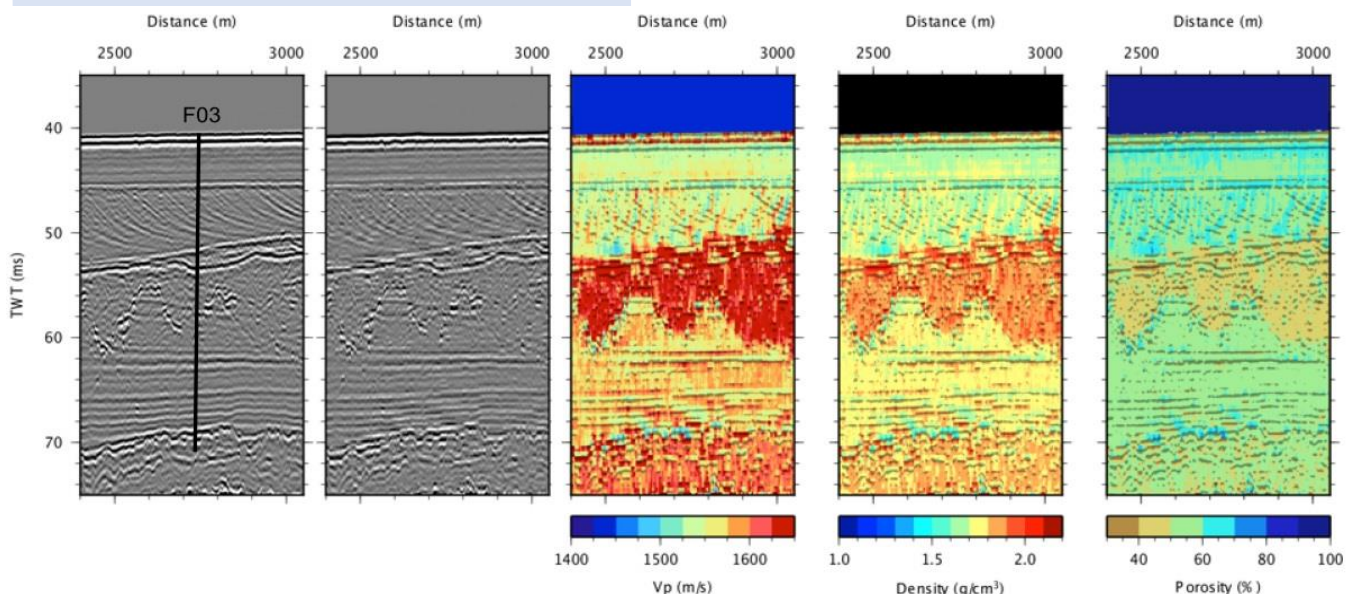 Distance (m) Distance (m) Distance (m) Distance (m) Distance (m)
2500 3000 2500 3000 2500 3000 2500 3000 2500 3000
F03
40
50
60
70
TWT (ms)
1400 1500 1600 1.0 1.5 2.0 40 60 80 100
Vp (m/s) Density (g/cm³) Porosity (%)